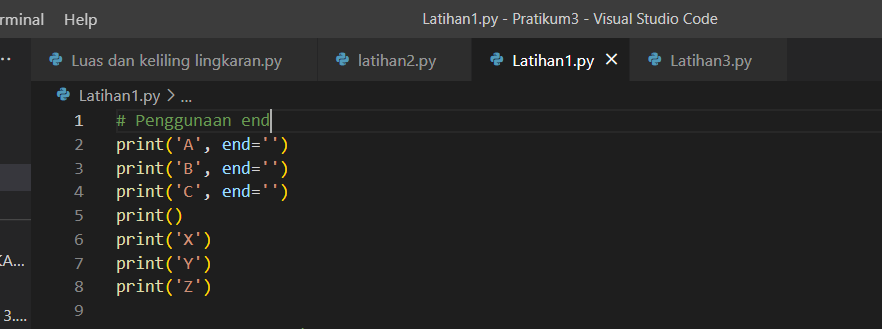 rminal Help Latihan1.py - Pratikum3 - Visual Studio Code
Luas dan keliling lingkaran.py latihan2.py Latihan1.py Latihan3.py
Latihan1.py > ...
1 # Penggunaan end
2 print('A', end='')
3 print('B', end='')
4 print('C', end='')
5 print()
6 print('X')
7 print('Y')
8 print('Z')
9
KA...
3....